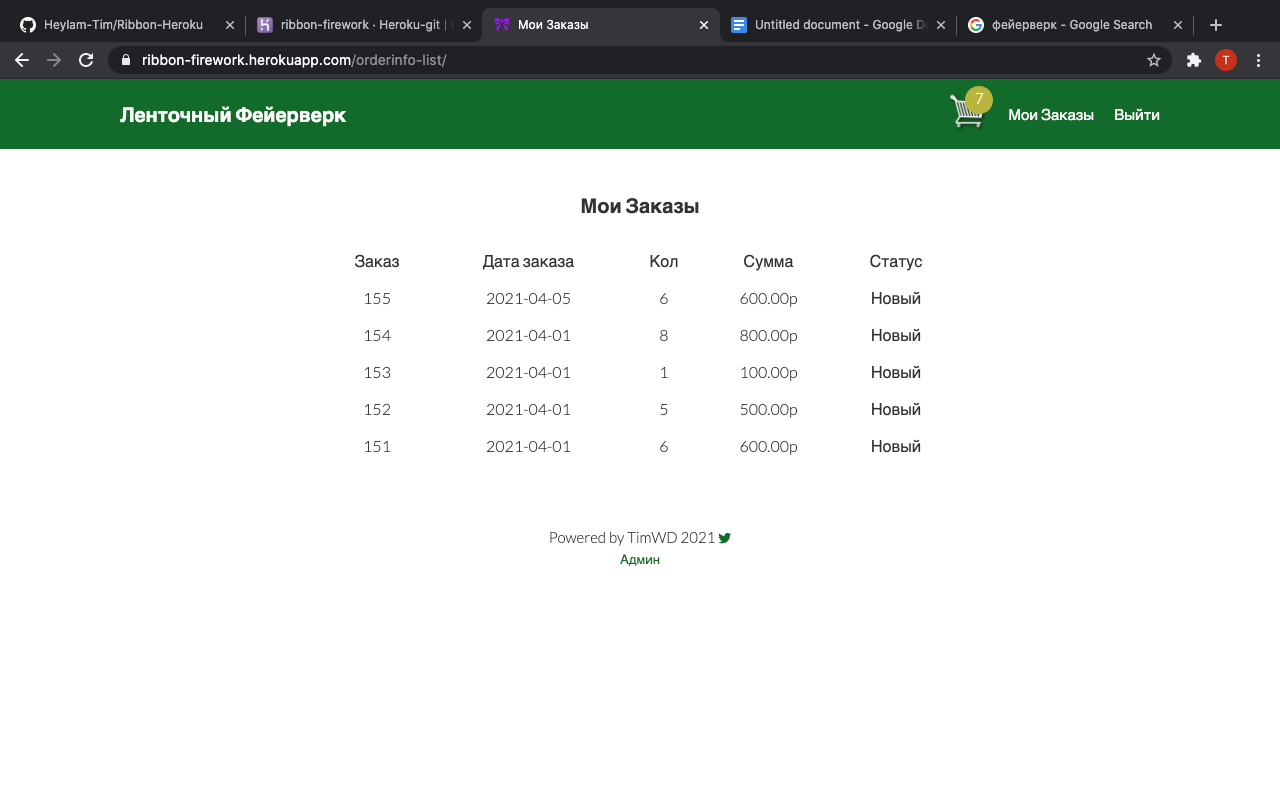 Heylam-Tim/Ribbon-Heroku
ribbon-firework · Heroku-git |
Мои Заказы
Untitled document - Google D
фейерверк - Google Search
ribbon-firework.herokuapp.com/orderinfo-list/
T
Ленточный Фейерверк
7
Мои Заказы
Выйти
Мои Заказы
Заказ Дата заказа Кол Сумма Статус
155 2021-04-05 6 600.00р Новый
154 2021-04-01 8 800.00р Новый
153 2021-04-01 1 100.00р Новый
152 2021-04-01 5 500.00р Новый
151 2021-04-01 6 600.00р Новый
Powered by TimWD 2021
Админ